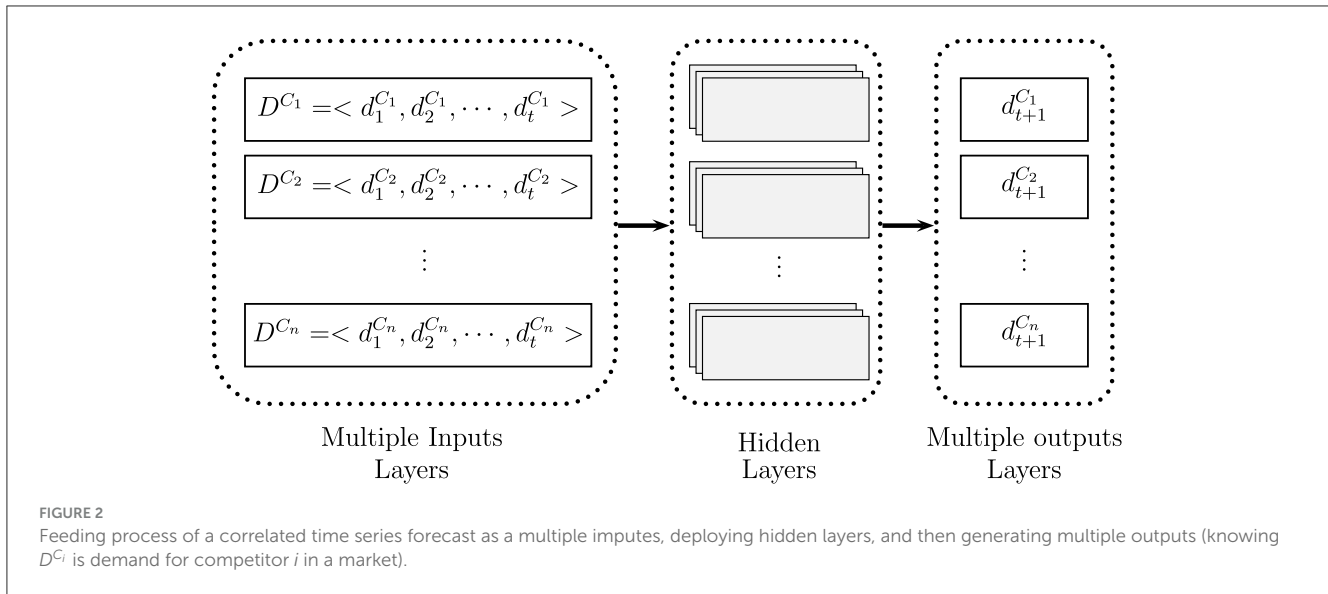 D^{C_1} =< d_1^{C_1}, d_2^{C_1}, ⋯ , d_t^{C_1} >
D^{C_2} =< d_1^{C_2}, d_2^{C_2}, ⋯ , d_t^{C_2} >
⋮
D^{C_n} =< d_1^{C_n}, d_2^{C_n}, ⋯ , d_t^{C_n} >
Multiple Inputs
Layers
⋮
Hidden
Layers
d_{t+1}^{C_1}
d_{t+1}^{C_2}
⋮
d_{t+1}^{C_n}
Multiple outputs
Layers
FIGURE 2
Feeding process of a correlated time series forecast as a multiple imputes, deploying hidden layers, and then generating multiple outputs (knowing
D^{C_i} is demand for competitor i in a market).